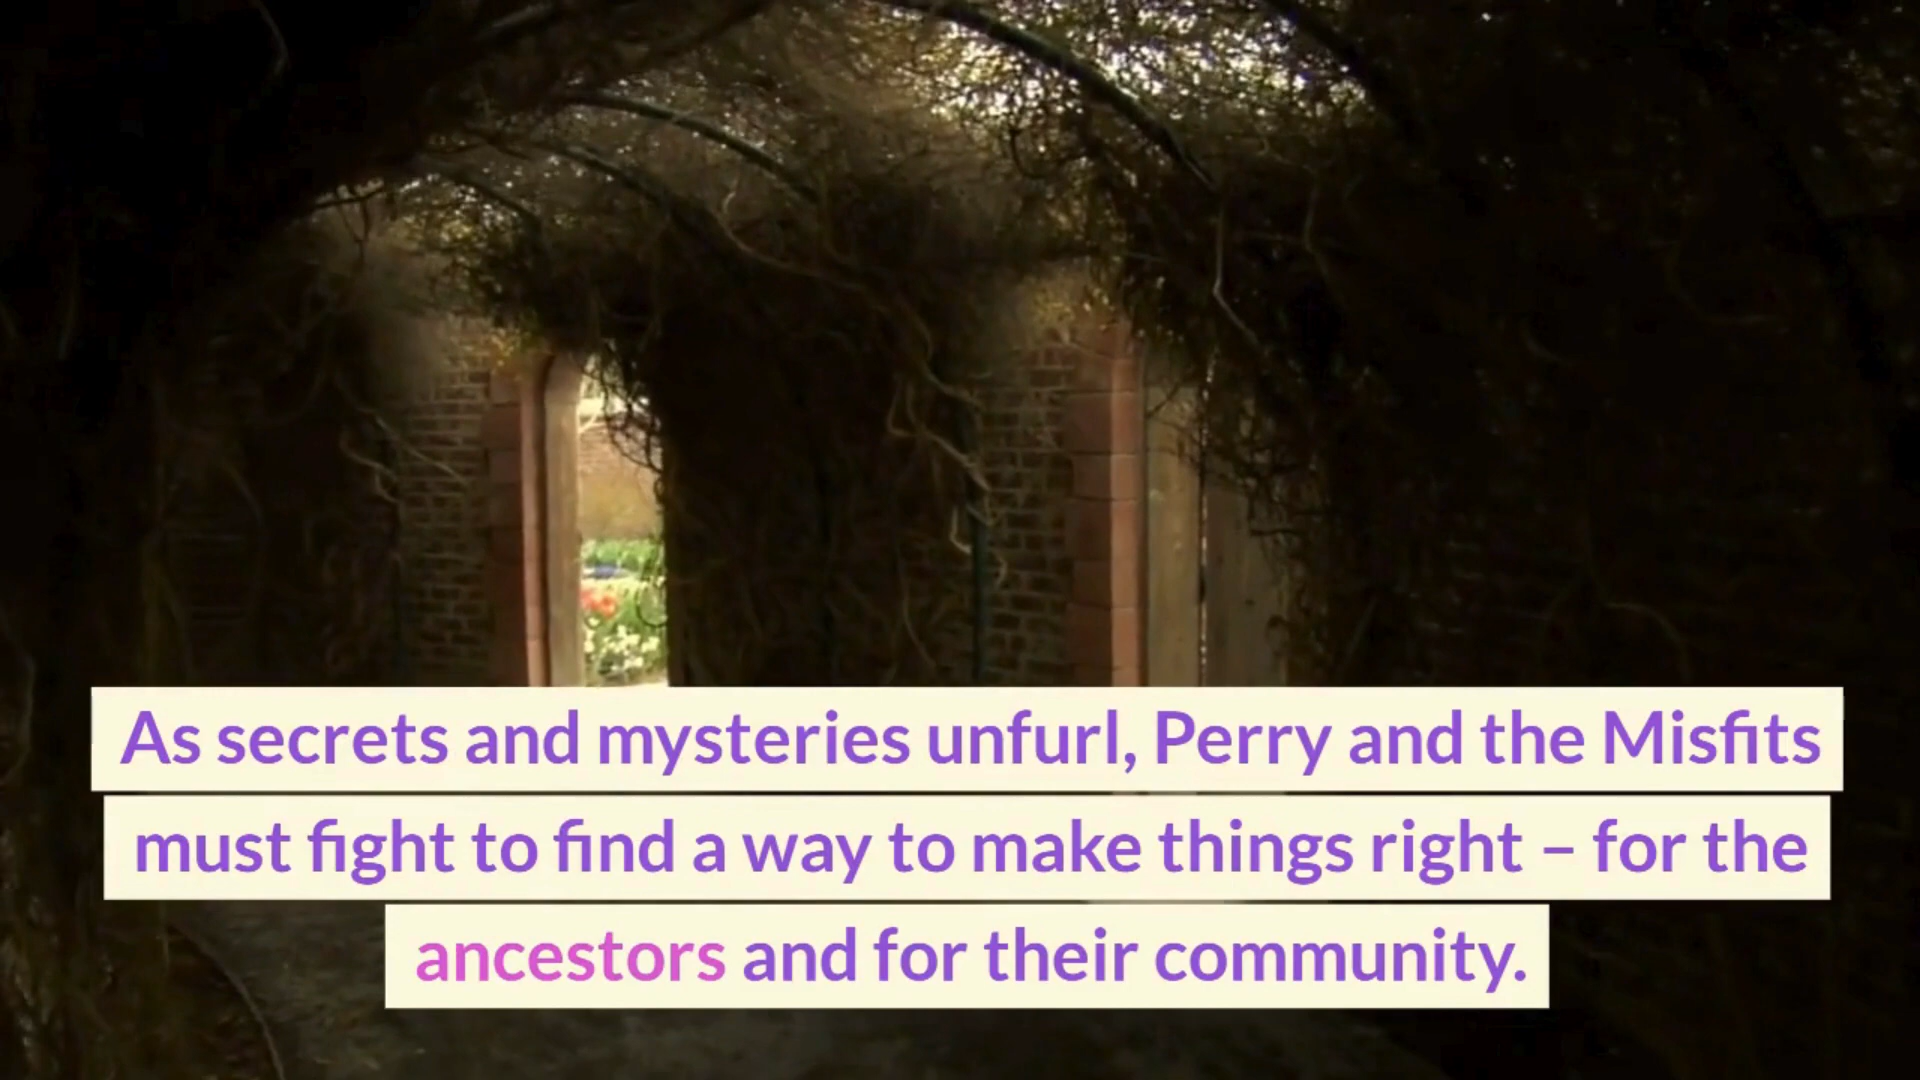 As secrets and mysteries unfurl, Perry and the Misfits
must fight to find a way to make things right – for the
ancestors and for their community.